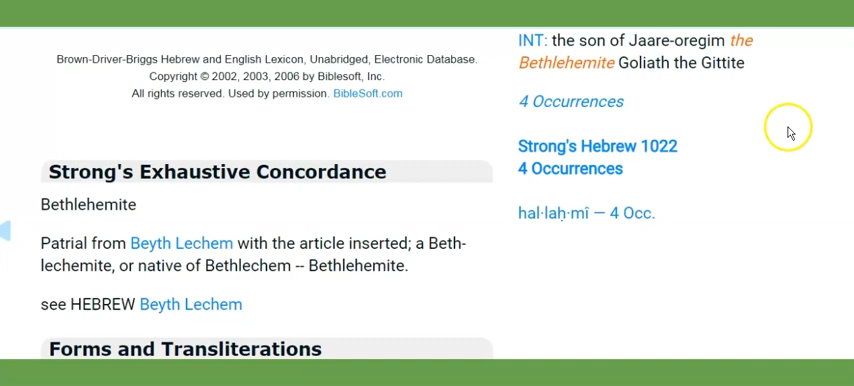 Brown-Driver-Briggs Hebrew and English Lexicon, Unabridged, Electronic Database.
Copyright © 2002, 2003, 2006 by Biblesoft, Inc.
All rights reserved. Used by permission. BibleSoft.com
Strong's Exhaustive Concordance
Bethlehemite
Patrial from Beyth Lechem with the article inserted; a Beth-
lechemite, or native of Bethlechem -- Bethlehemite.
see HEBREW Beyth Lechem
Forms and Transliterations
INT: the son of Jaare-oregim the
Bethlehemite Goliath the Gittite
4 Occurrences
Strong's Hebrew 1022
4 Occurrences
hal·laḥ·mî — 4 Occ.